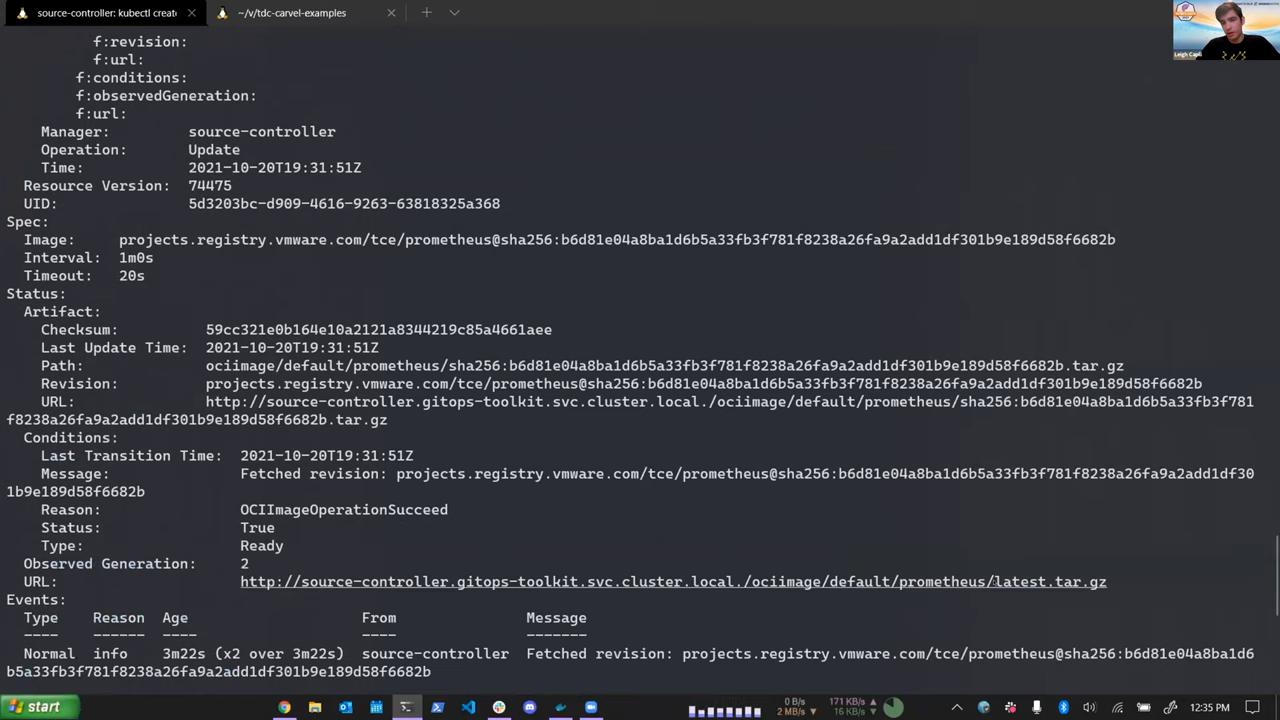 source-controller: kubectl create
~/v/tdc-carvel-examples
f:revision:
f:url:
f:conditions:
f:observedGeneration:
f:url:
Manager: source-controller
Operation: Update
Time: 2021-10-20T19:31:51Z
Resource Version: 74475
UID: 5d3203bc-d909-4616-9263-63818325a368
Spec:
Image: projects.registry.vmware.com/tce/prometheus@sha256:b6d81e04a8ba1d6b5a33fb3f781f8238a26fa9a2add1df301b9e189d58f6682b
Interval: 1m0s
Timeout: 20s
Status:
Artifact:
Checksum: 59cc321e0b164e10a2121a8344219c85a4661aee
Last Update Time: 2021-10-20T19:31:51Z
Path: ociimage/default/prometheus/sha256:b6d81e04a8ba1d6b5a33fb3f781f8238a26fa9a2add1df301b9e189d58f6682b.tar.gz
Revision: projects.registry.vmware.com/tce/prometheus@sha256:b6d81e04a8ba1d6b5a33fb3f781f8238a26fa9a2add1df301b9e189d58f6682b
URL: http://source-controller.gitops-toolkit.svc.cluster.local./ociimage/default/prometheus/sha256:b6d81e04a8ba1d6b5a33fb3f781
f8238a26fa9a2add1df301b9e189d58f6682b.tar.gz
Conditions:
Last Transition Time: 2021-10-20T19:31:51Z
Message: Fetched revision: projects.registry.vmware.com/tce/prometheus@sha256:b6d81e04a8ba1d6b5a33fb3f781f8238a26fa9a2add1df30
1b9e189d58f6682b
Reason: OCIImageOperationSucceed
Status: True
Type: Ready
Observed Generation: 2
URL: http://source-controller.gitops-toolkit.svc.cluster.local./ociimage/default/prometheus/latest.tar.gz
Events:
Type Reason Age From Message
---- ------ ---- ---- -------
Normal info 3m22s (x2 over 3m22s) source-controller Fetched revision: projects.registry.vmware.com/tce/prometheus@sha256:b6d81e04a8ba1d6
b5a33fb3f781f8238a26fa9a2add1df301b9e189d58f6682b
start
0 B/s
2 MB/s
171 KB/s
16 KB/s
12:35 PM